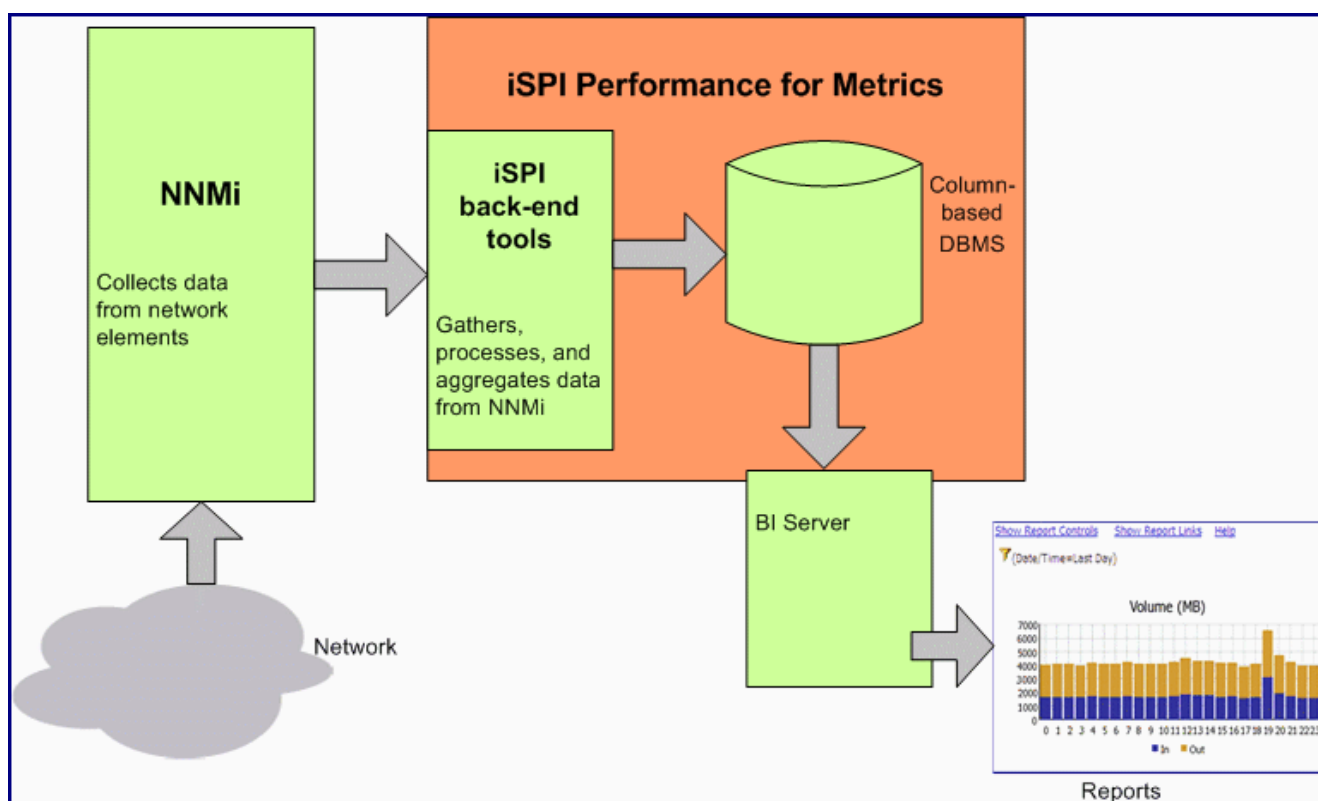 iSPI Performance for Metrics
NNMi
Collects data
from network
elements
iSPI
back-end
tools
Gathers,
processes, and
aggregates data
from NNMi
Column-
based
DBMS
BI Server
Network
Show Report Controls Show Report Links Help
(Date/Time=Last Day)
Volume (MB)
7000
6000
5000
4000
3000
2000
1000
0
0 1 2 3 4 5 6 7 8 9 10 11 12 13 14 15 16 17 18 19 20 21 22 23
In Out
Reports